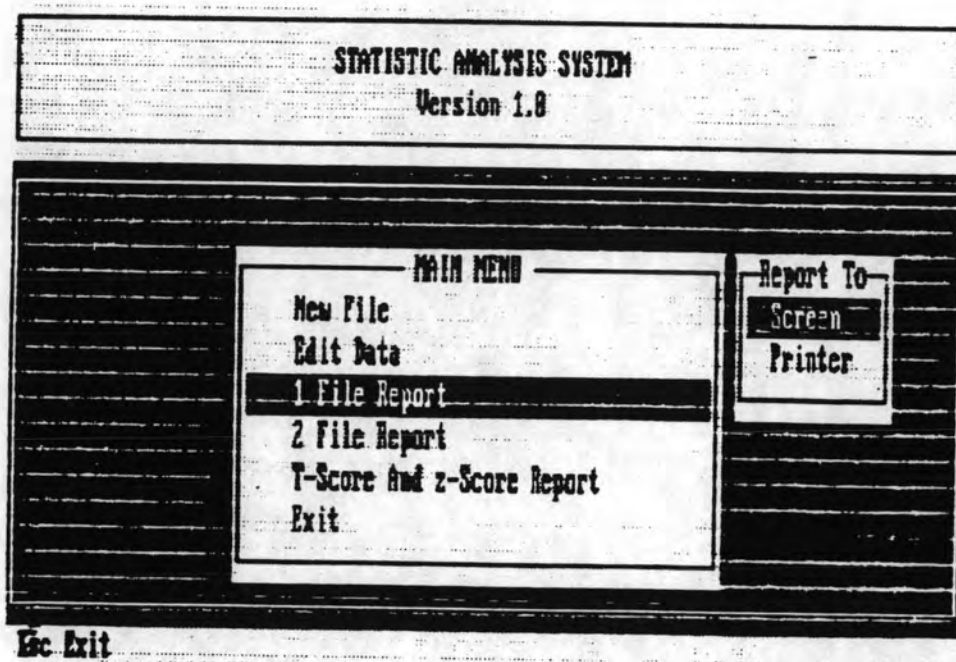 STATISTIC ANALYSIS SYSTEM
Version 1.0
MAIN MENU
New File
Edit Data
1 File Report
2 File Report
T-Score And z-Score Report
Exit
Report To
Screen
Printer
Esc Exit